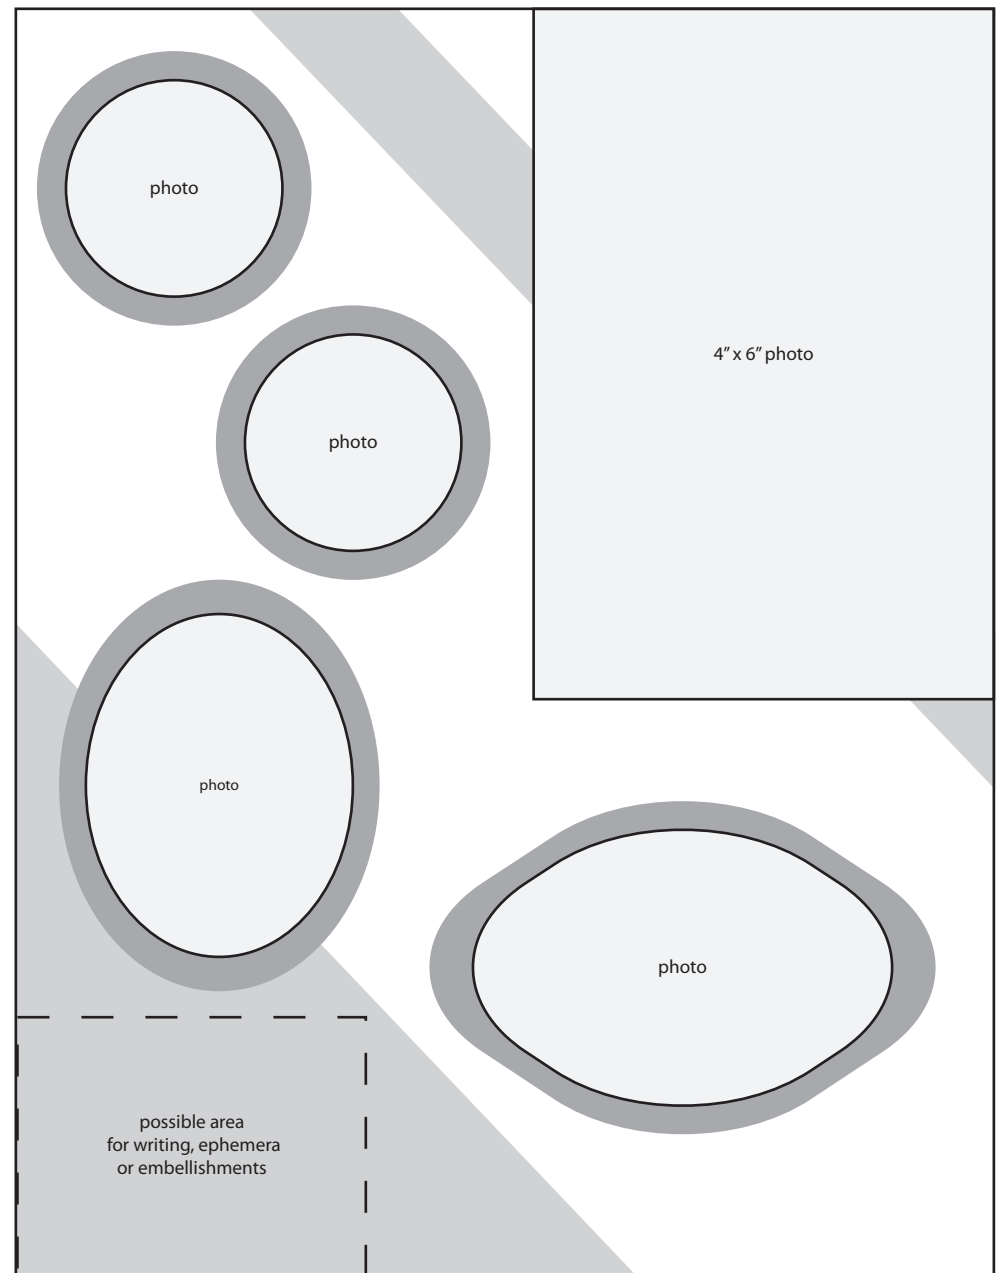 photo
4” x 6” photo
photo
photo
photo
possible area
for writing, ephemera
or embellishments